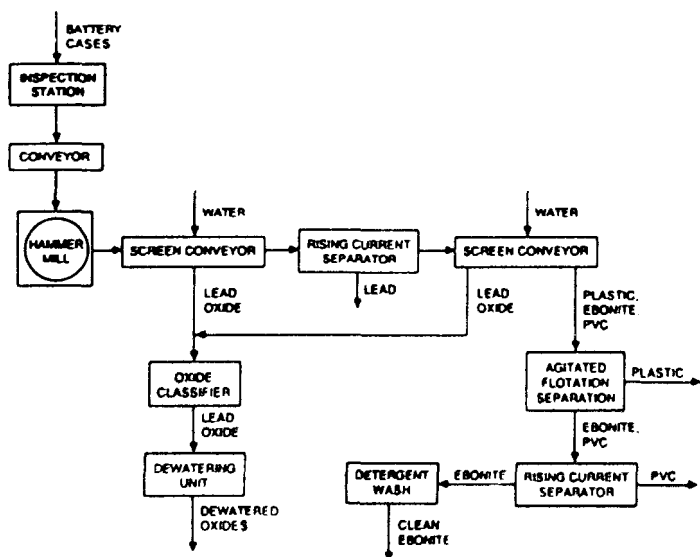 BATTERY
CASES
INSPECTION
STATION
CONVEYOR
HAMMER
MILL
WATER
SCREEN CONVEYOR
RISING CURRENT
SEPARATOR
WATER
SCREEN CONVEYOR
LEAD
OXIDE
LEAD
LEAD
OXIDE
PLASTIC,
EBONITE,
PVC
OXIDE
CLASSIFIER
AGITATED
FLOTATION
SEPARATION
PLASTIC
LEAD
OXIDE
EBONITE,
PVC
DEWATERING
UNIT
DETERGENT
WASH
EBONITE
RISING CURRENT
SEPARATOR
PVC
DEWATERED
OXIDES
CLEAN
EBONITE